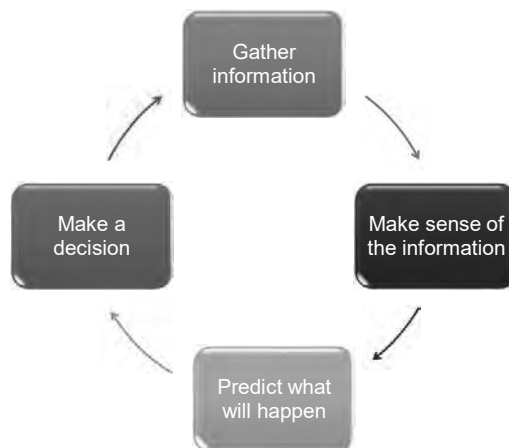 Gather
information
Make sense of
the information
Predict what
will happen
Make a
decision